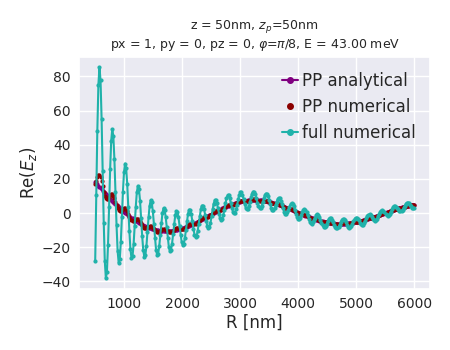 z = 50nm, z_p=50nm
px = 1, py = 0, pz = 0, φ=π/8, E = 43.00 meV
PP analytical
PP numerical
full numerical
Re(E_z)
80
60
40
20
0
−20
−40
1000 2000 3000 4000 5000 6000
R [nm]